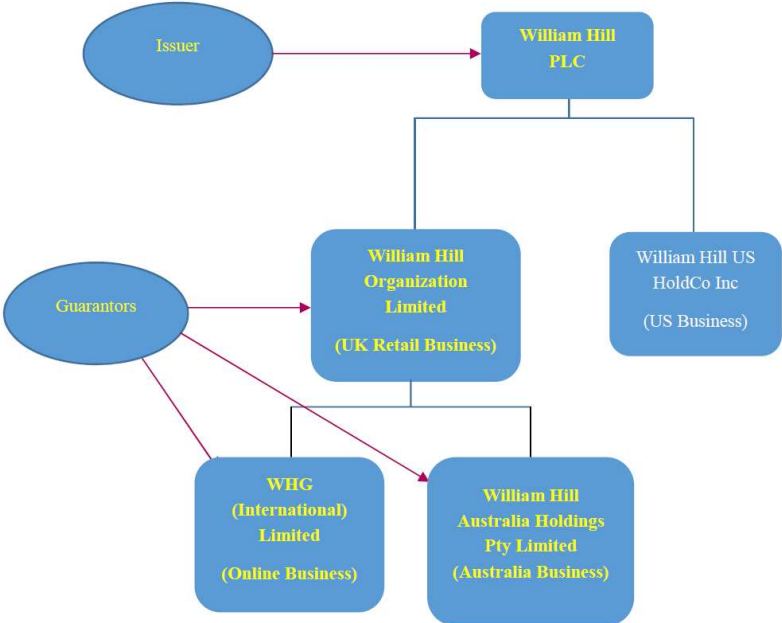 Issuer
William Hill
PLC
William Hill
Organization
Limited
(UK Retail Business)
William Hill US
HoldCo Inc
(US Business)
Guarantors
WHG
(International)
Limited
(Online Business)
William Hill
Australia Holdings
Pty Limited
(Australia Business)